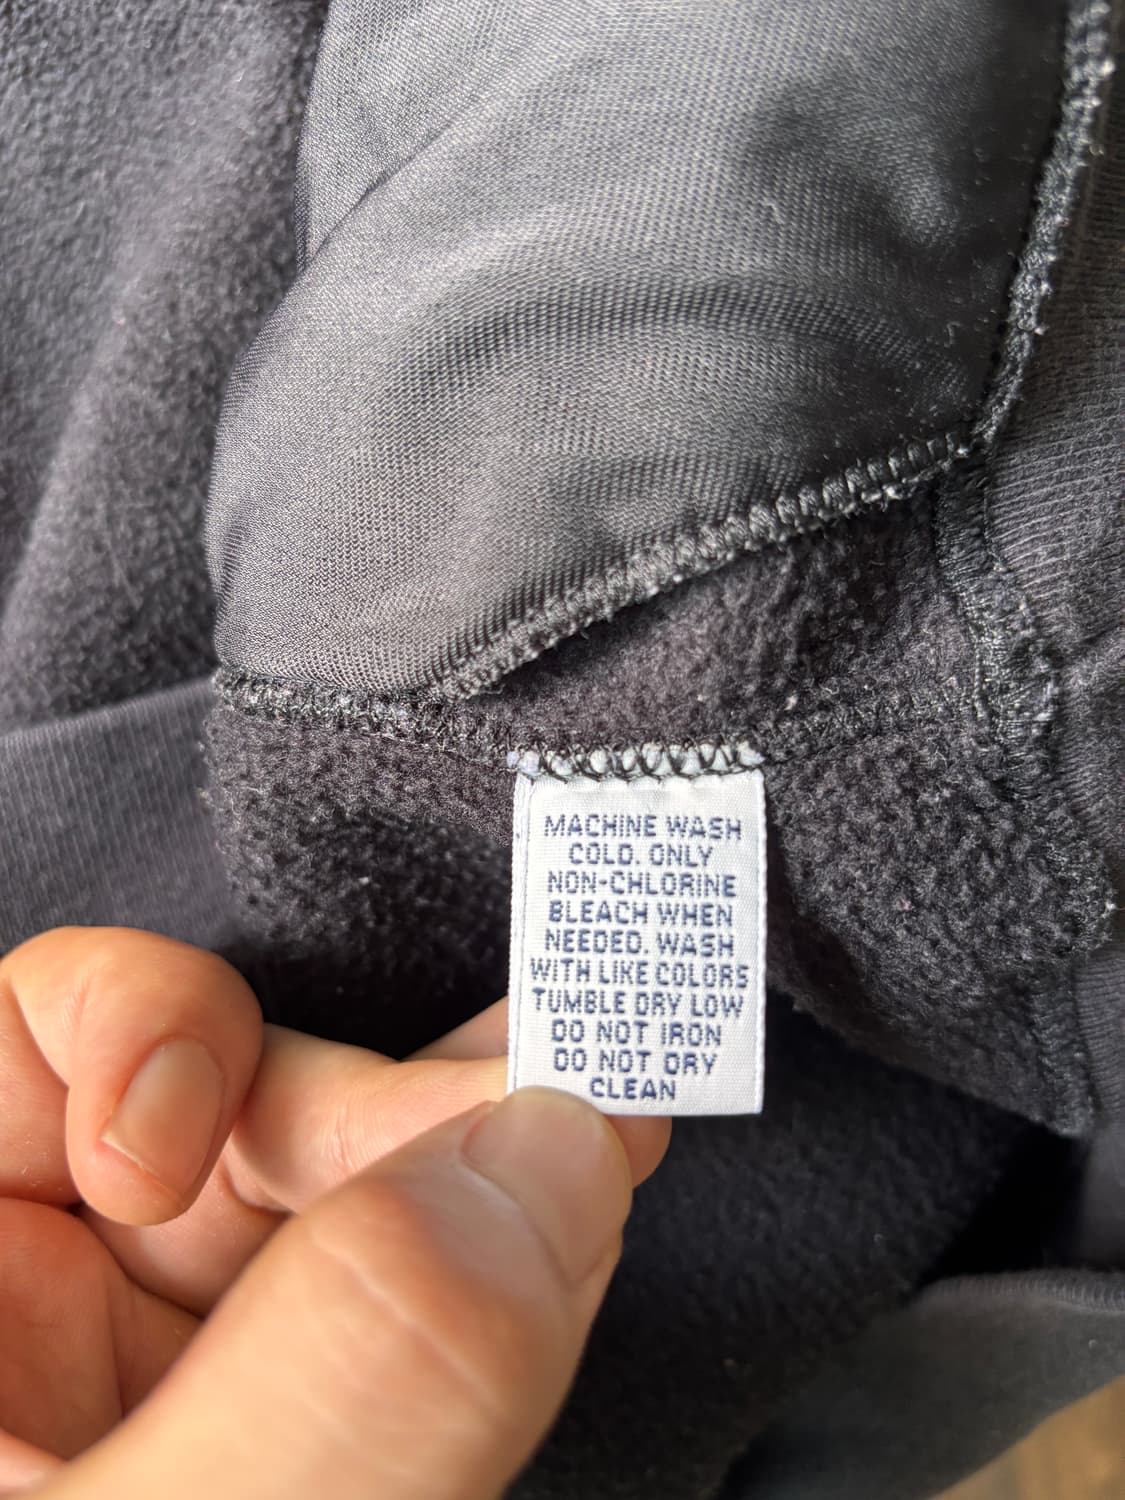 MACHINE WASH
COLD. ONLY
NON-CHLORINE
BLEACH WHEN
NEEDED. WASH
WITH LIKE COLORS
TUMBLE DRY LOW
DO NOT IRON
DO NOT DRY
CLEAN